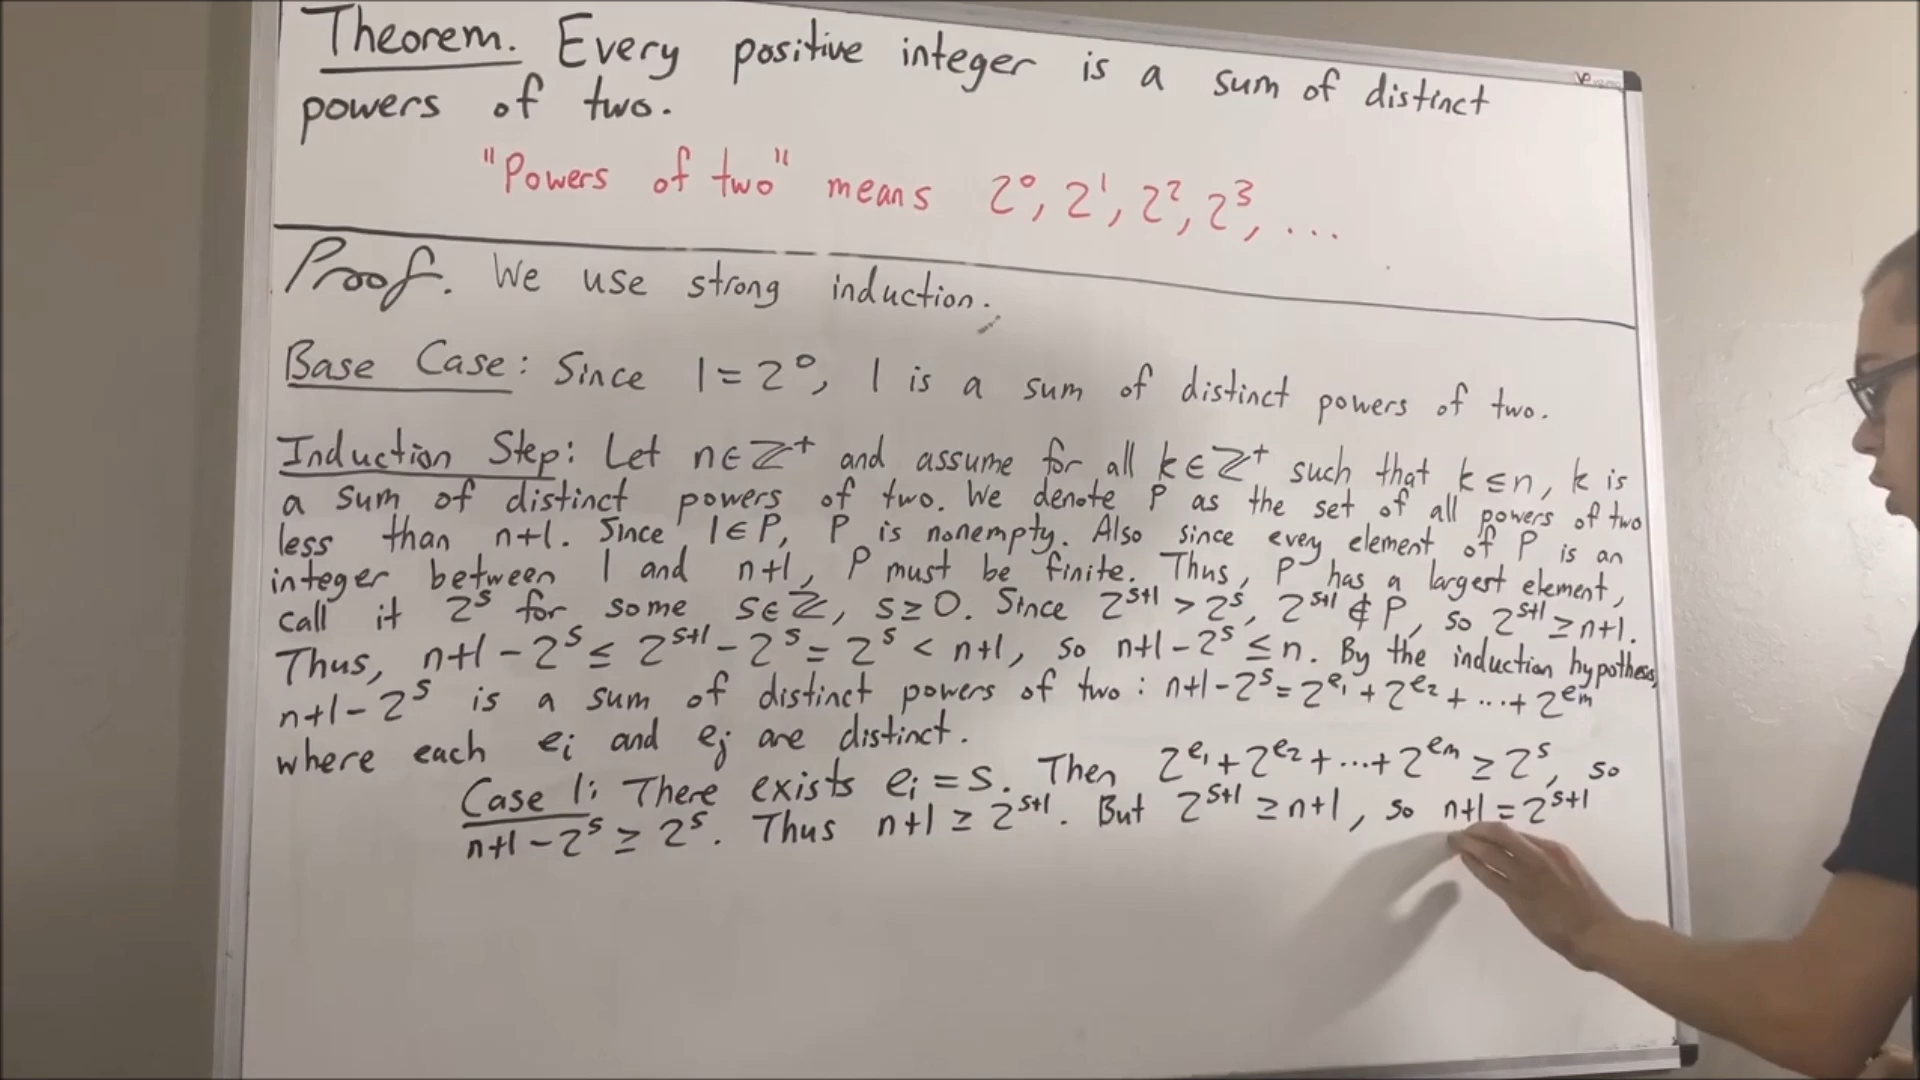 Theorem. Every positive integer is a sum of distinct
powers of two.
"Powers of two" means 2⁰, 2¹, 2², 2³, ...
Proof. We use strong induction.
Base Case: Since 1 = 2⁰, 1 is a sum of distinct powers of two.
Induction Step: Let n∈ℤ⁺ and assume for all k∈ℤ⁺ such that k≤n, k is
a sum of distinct powers of two. We denote P as the set of all powers of two
less than n+1. Since 1∈P, P is nonempty. Also since every element of P is an
integer between 1 and n+1, P must be finite. Thus, P has a largest element,
call it 2ˢ for some s∈ℤ, s≥0. Since 2ˢ⁺¹ > 2ˢ, 2ˢ⁺¹ ∉ P, so 2ˢ⁺¹ ≥ n+1.
Thus, n+1 - 2ˢ ≤ 2ˢ⁺¹ - 2ˢ = 2ˢ < n+1, so n+1 - 2ˢ ≤ n. By the induction hypothesis,
n+1 - 2ˢ is a sum of distinct powers of two: n+1 - 2ˢ = 2^{e₁} + 2^{e₂} + ... + 2^{eₘ}
where each eᵢ and eⱼ are distinct.
Case 1: There exists eᵢ = s. Then 2^{e₁} + 2^{e₂} + ... + 2^{eₘ} ≥ 2ˢ, so
n+1 - 2ˢ ≥ 2ˢ. Thus n+1 ≥ 2ˢ⁺¹. But 2ˢ⁺¹ ≥ n+1, so n+1 = 2ˢ⁺¹